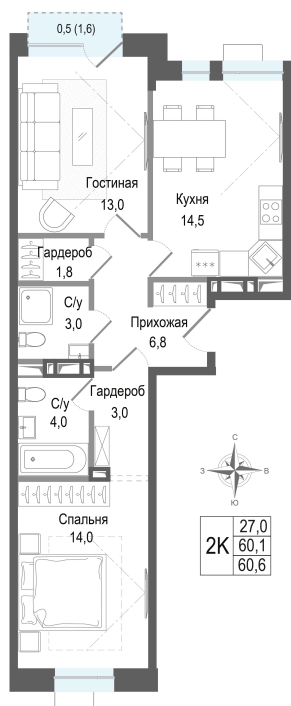 0,5 (1,6)
Гостиная
13,0
Кухня
14,5
Гардероб
1,8
С/у
3,0
Прихожая
6,8
С/у
4,0
Гардероб
3,0
Спальня
14,0
С
З
В
Ю
2К
27,0
60,1
60,6